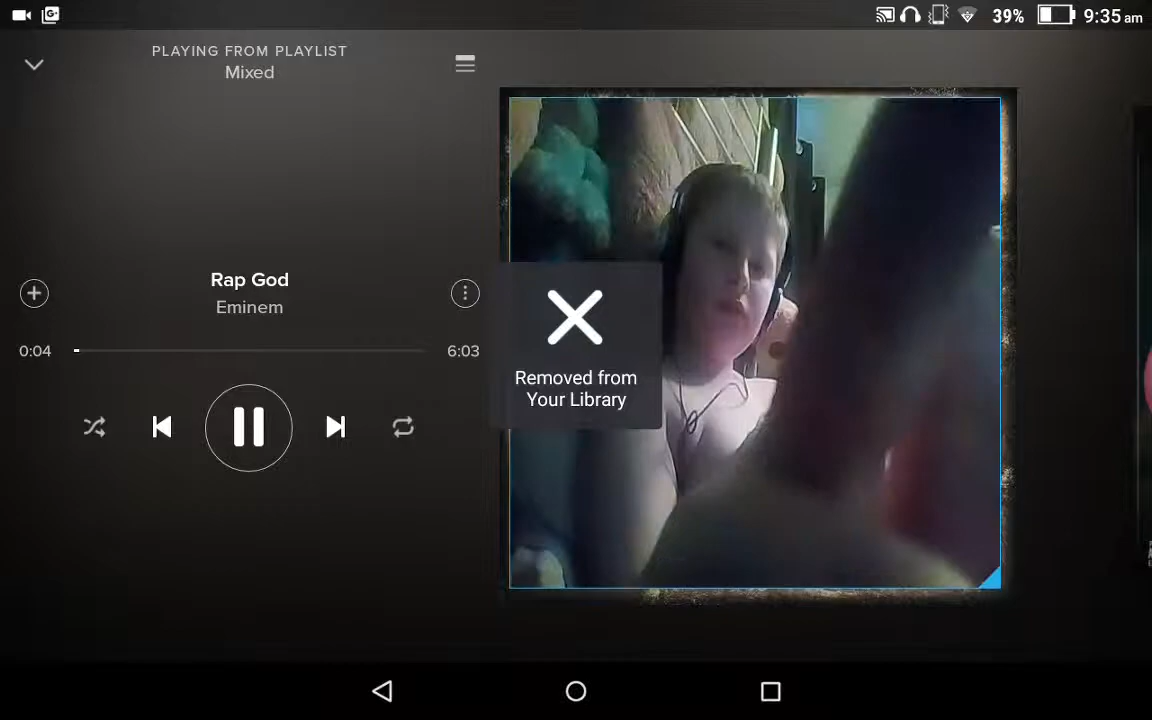 39% 9:35 am
PLAYING FROM PLAYLIST
Mixed
Rap God
Eminem
0:04 6:03
Removed from
Your Library